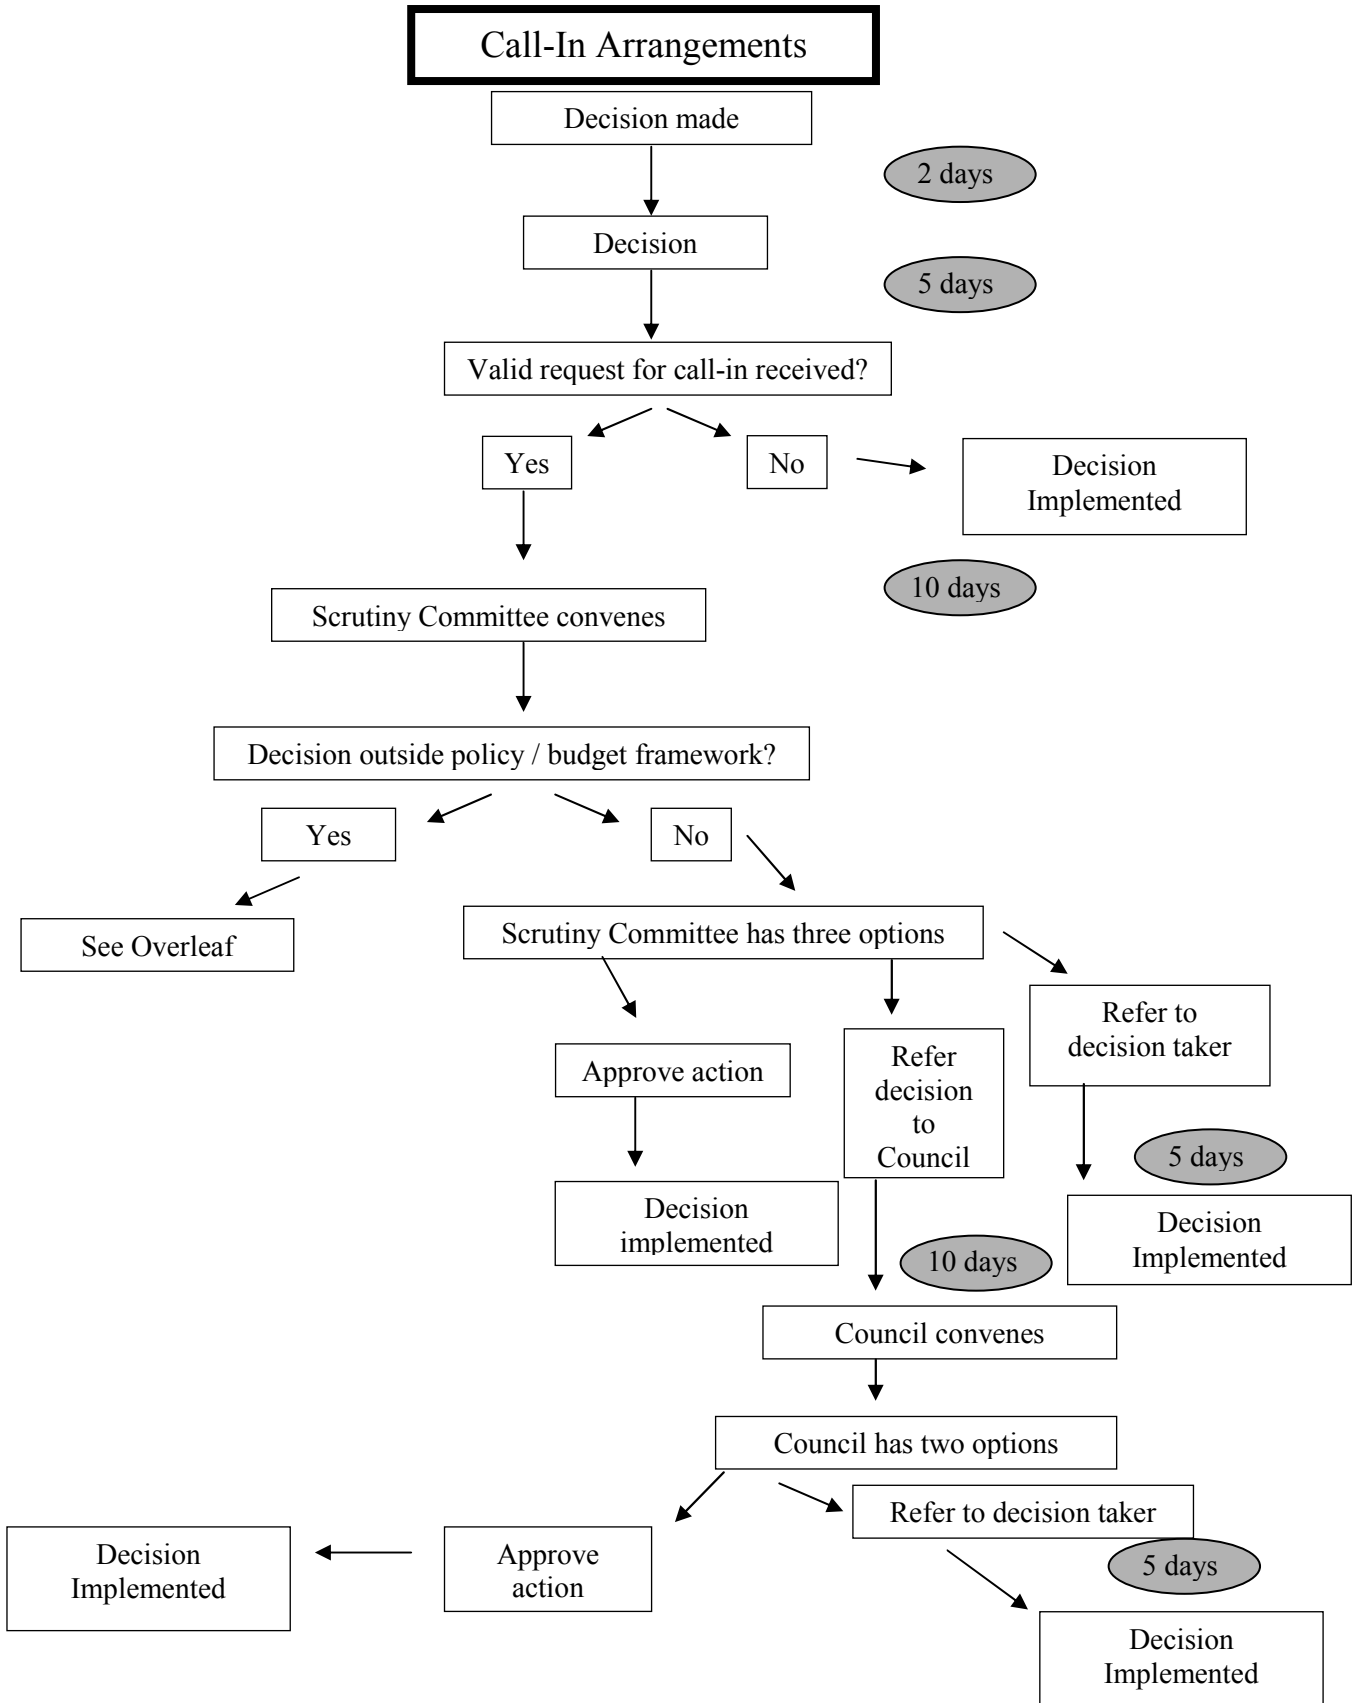 Call-In Arrangements
Decision made
2 days
Decision
5 days
Valid request for call-in received?
Yes
No
Decision
Implemented
10 days
Scrutiny Committee convenes
Decision outside policy / budget framework?
Yes
No
See Overleaf
Scrutiny Committee has three options
Approve action
Decision
implemented
Refer
decision
to
Council
Refer to
decision taker
5 days
Decision
Implemented
10 days
Council convenes
Council has two options
Approve
action
Decision
Implemented
Refer to decision taker
5 days
Decision
Implemented